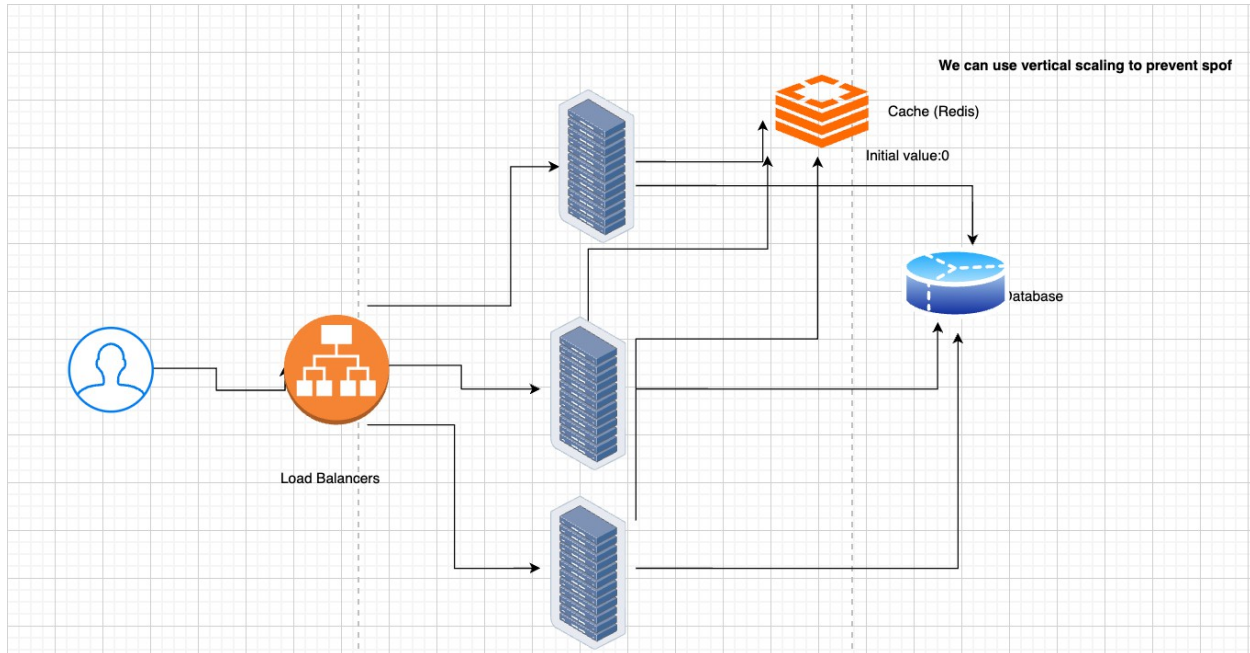 We can use vertical scaling to prevent spof
Cache (Redis)
Initial value:0
Database
Load Balancers